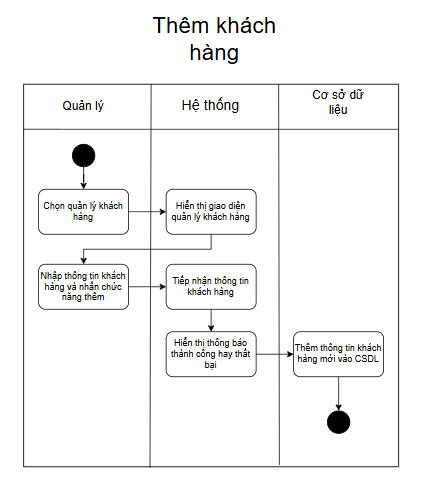 Thêm khách
hàng
Quản lý
Hệ thống
Cơ sở dữ
liệu
Chọn quản lý khách
hàng
Hiển thị giao diện
quản lý khách hàng
Nhập thông tin khách
hàng và nhấn chức
năng thêm
Tiếp nhận thông tin
khách hàng
Hiển thị thông báo
thành công hay thất
bại
Thêm thông tin khách
hàng mới vào CSDL